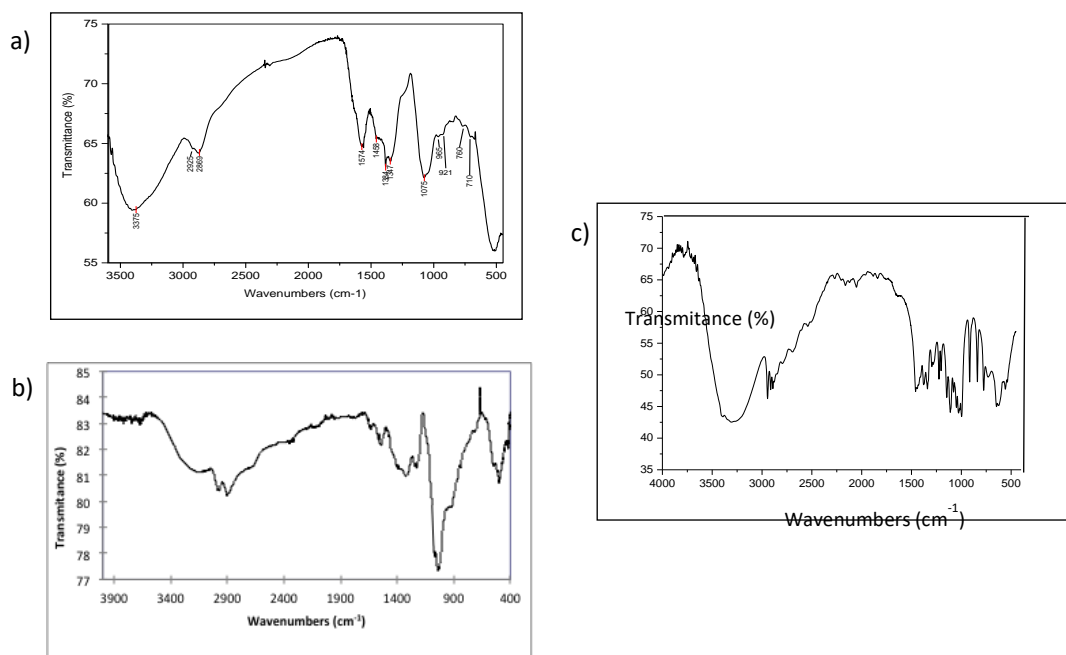 a)
75
70
65
60
55
Transmittance (%)
3375
2925
2869
1574
1458
1384
1347
1075
965
921
760
710
3500 3000 2500 2000 1500 1000 500
Wavenumbers (cm-1)
b)
85
84
83
82
81
80
79
78
77
Transmitance (%)
3900 3400 2900 2400 1900 1400 900 400
Wavenumbers (cm-1)
c)
75
70
65
60
55
50
45
40
35
Transmitance (%)
4000 3500 3000 2500 2000 1500 1000 500
Wavenumbers (cm-1)